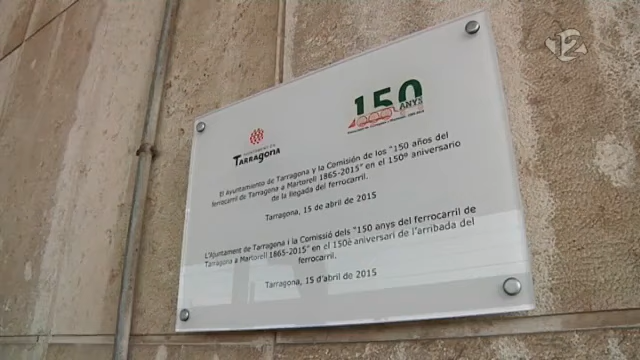 12
150
ANYS
AJUNTAMENT DE
TARRAGONA
El Ayuntamiento de Tarragona y la Comisión de los "150 años del
ferrocarril de Tarragona a Martorell 1865-2015" en el 150º aniversario
de la llegada del ferrocarril.
Tarragona, 15 de abril de 2015
L'Ajuntament de Tarragona i la Comissió dels "150 anys del ferrocarril de
Tarragona a Martorell 1865-2015" en el 150è aniversari de l'arribada del
ferrocarril.
Tarragona, 15 d'abril de 2015